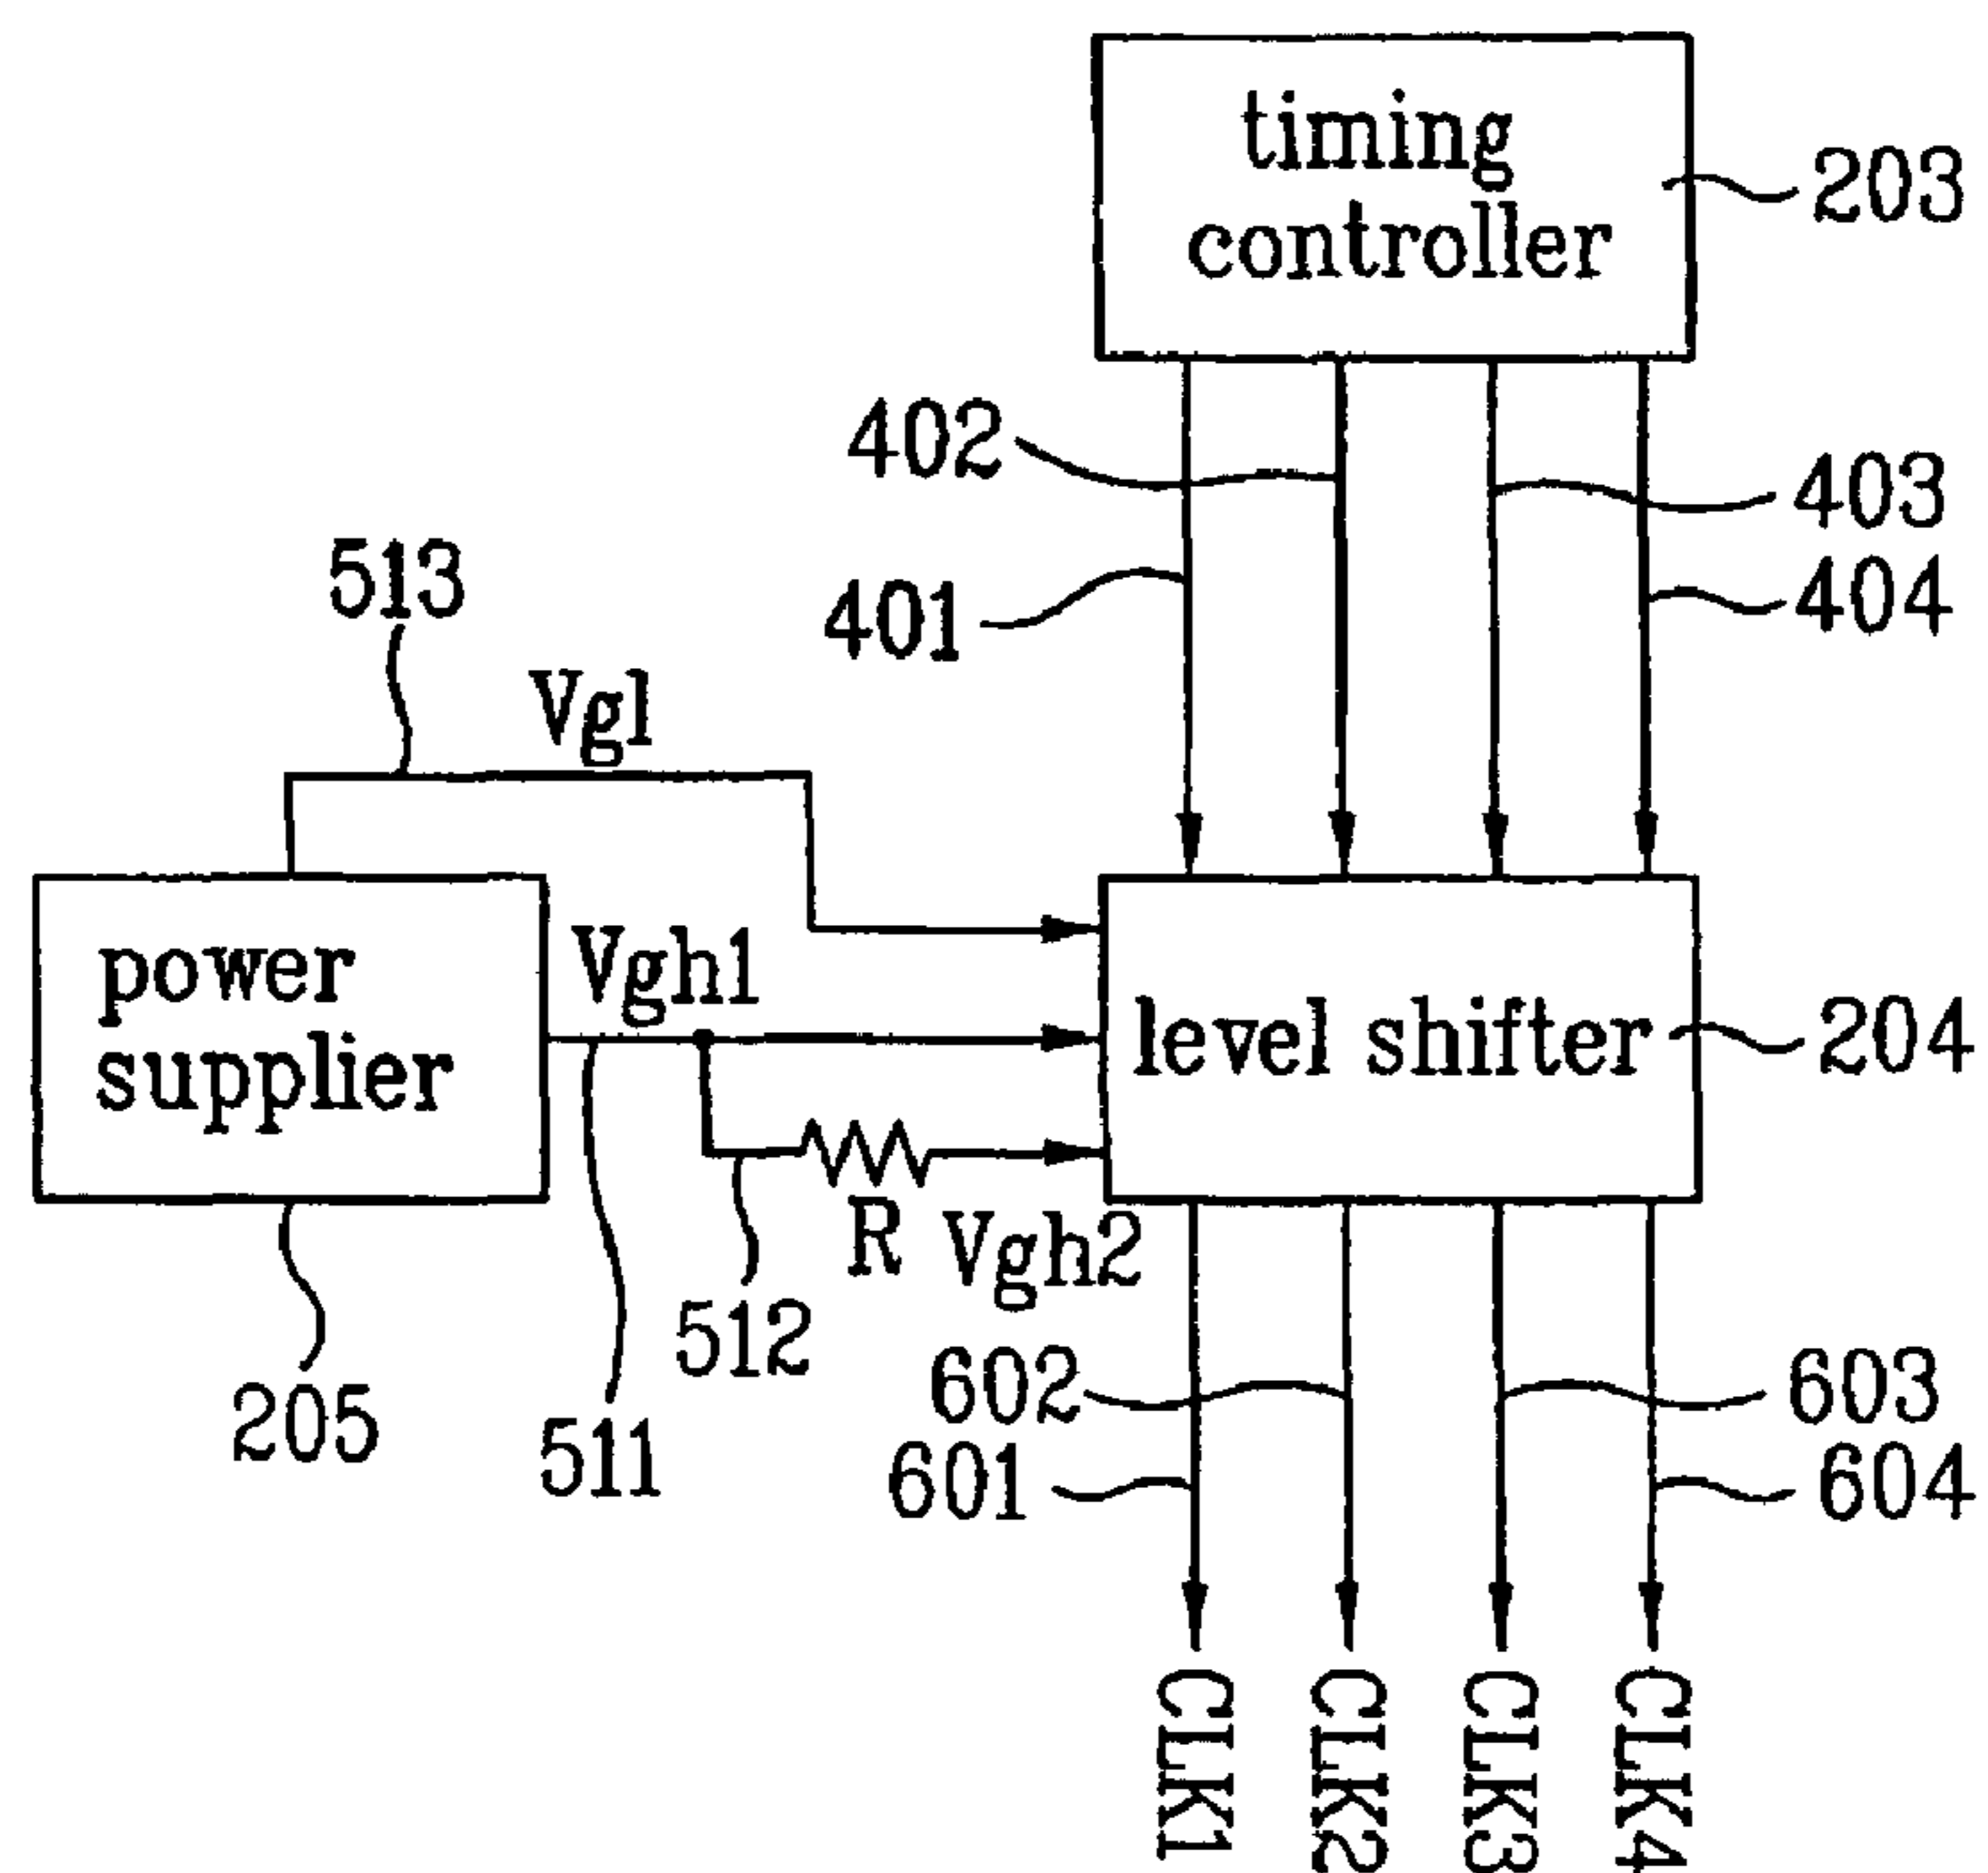 timing
controller
203
402
403
401
404
513
Vgl
power
supplier
Vgh1
level shifter
204
R
Vgh2
512
205
511
602
603
601
604
CLK1
CLK2
CLK3
CLK4